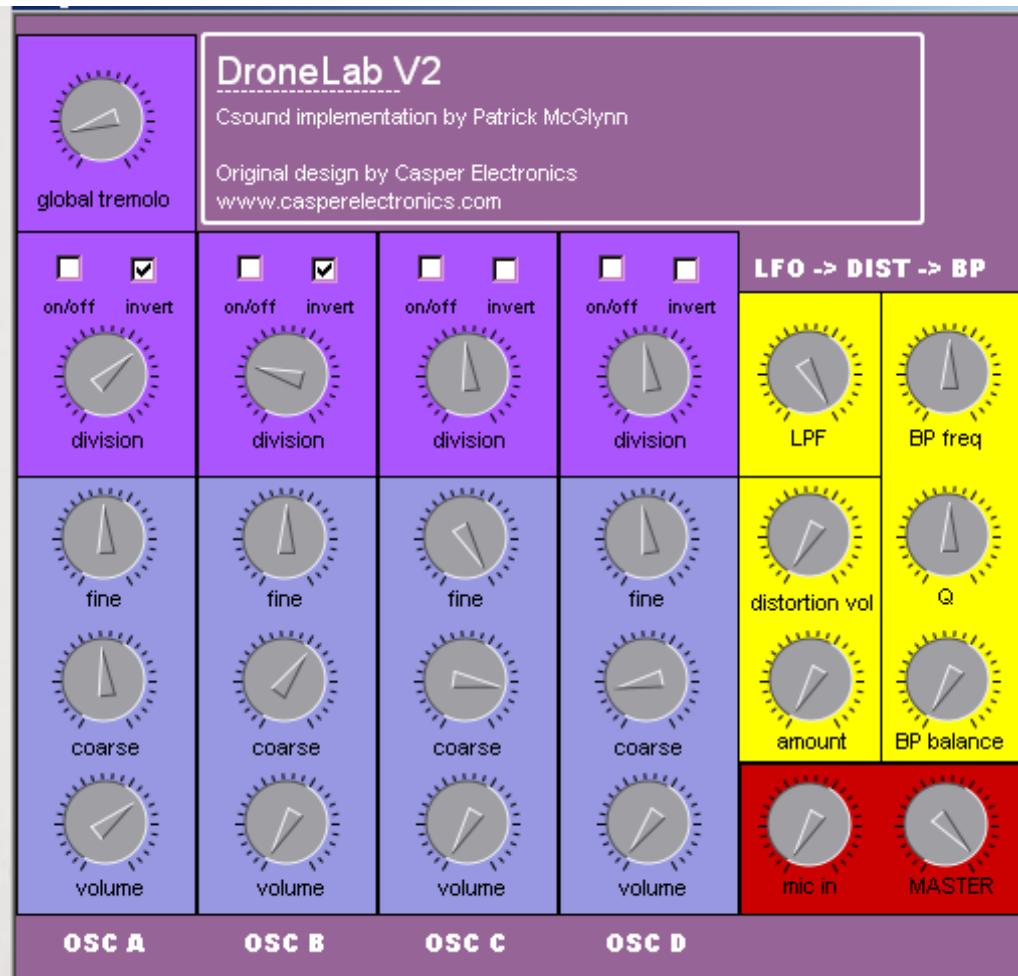 DroneLab V2
Csound implementation by Patrick McGlynn
Original design by Casper Electronics
www.casperelectronics.com
global tremolo
on/off invert on/off invert on/off invert on/off invert
LFO -> DIST -> BP
division division division division LPF BP freq
fine fine fine fine distortion vol Q
coarse coarse coarse coarse amount BP balance
volume volume volume volume mic in MASTER
OSC A OSC B OSC C OSC D